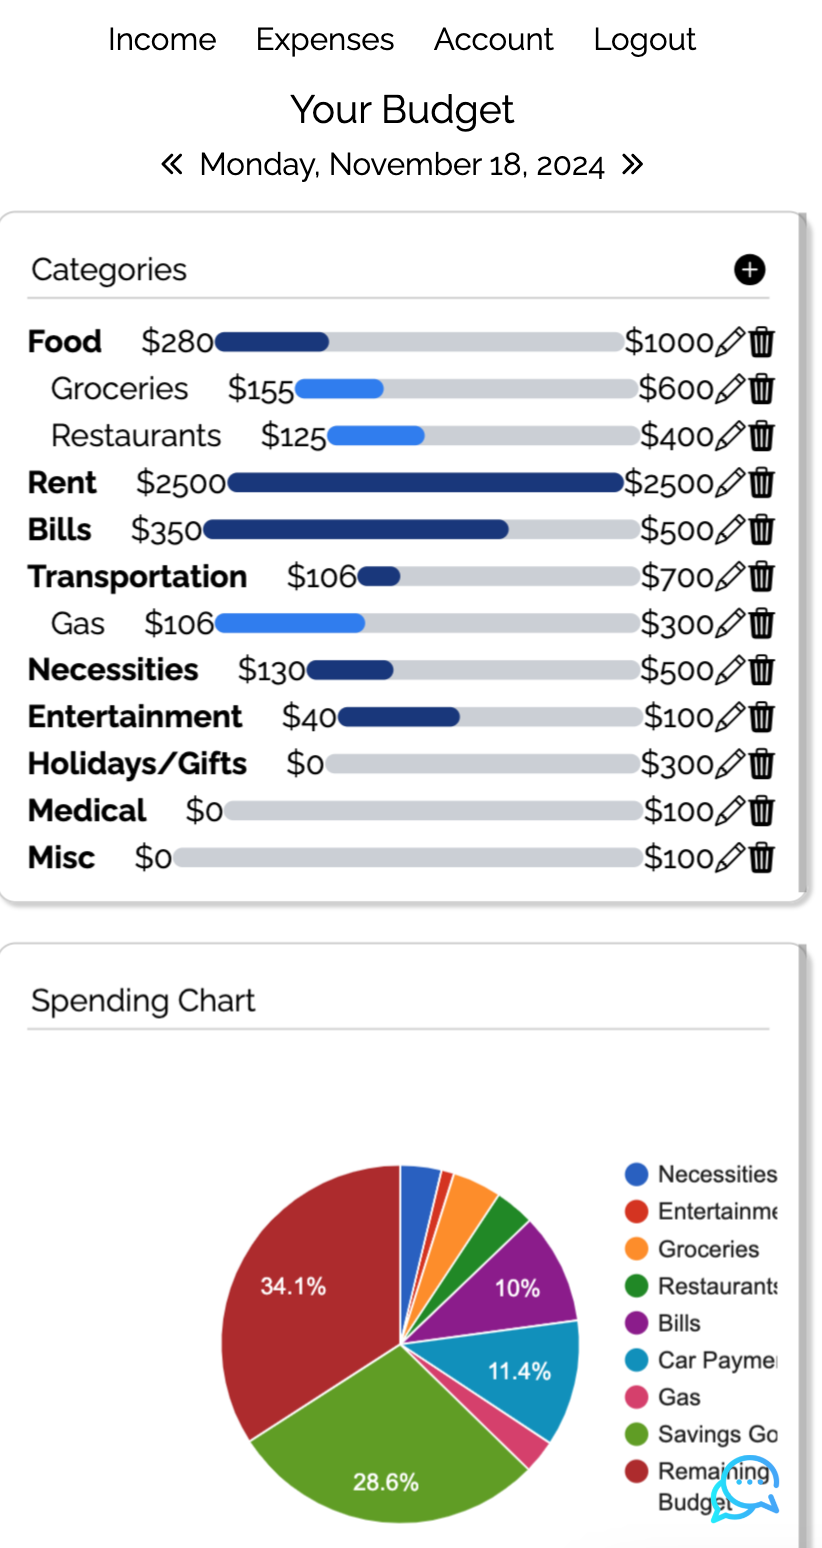 Income Expenses Account Logout
Your Budget
« Monday, November 18, 2024 »
Categories
Food $280 $1000
Groceries $155 $600
Restaurants $125 $400
Rent $2500 $2500
Bills $350 $500
Transportation $106 $700
Gas $106 $300
Necessities $130 $500
Entertainment $40 $100
Holidays/Gifts $0 $300
Medical $0 $100
Misc $0 $100
Spending Chart
34.1%
10%
11.4%
28.6%
Necessities
Entertainme
Groceries
Restaurants
Bills
Car Paymer
Gas
Savings Go
Remaining
Budget